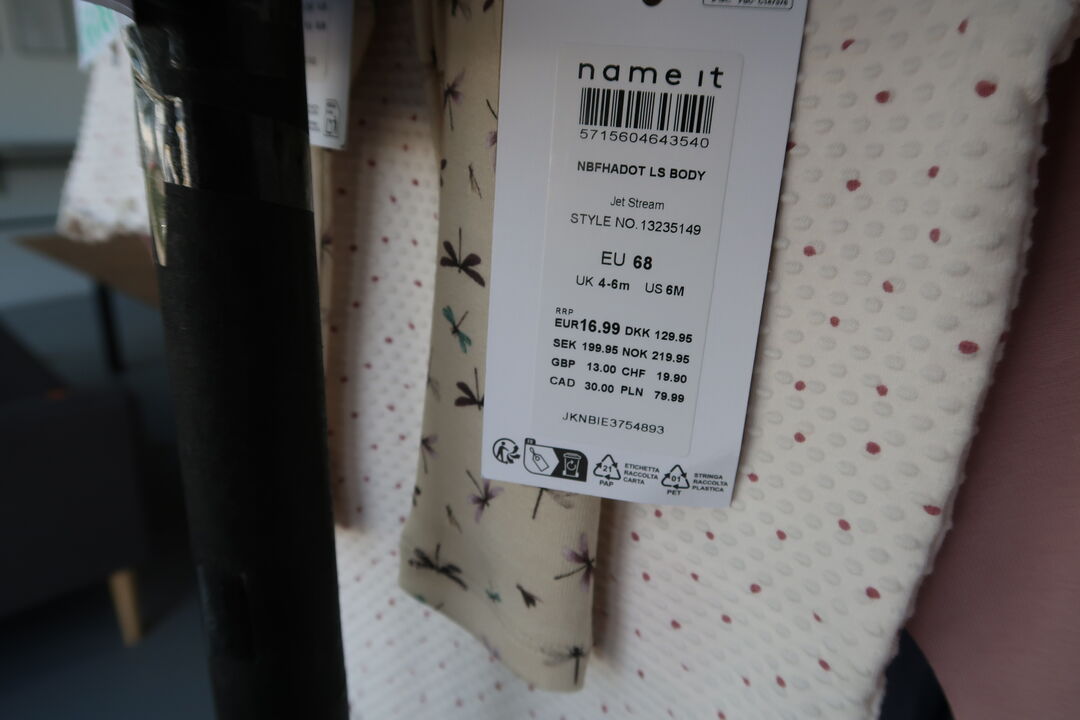 name it
5715604643540
NBFHADOT LS BODY
Jet Stream
STYLE NO. 13235149
EU 68
UK 4-6m US 6M
RRP
EUR16.99 DKK 129.95
SEK 199.95 NOK 219.95
GBP 13.00 CHF 19.90
CAD 30.00 PLN 79.99
JKNBIE3754893
21
PAP
ETICHETTA
RACCOLTA
CARTA
01
PET
STRINGA
RACCOLTA
PLASTICA